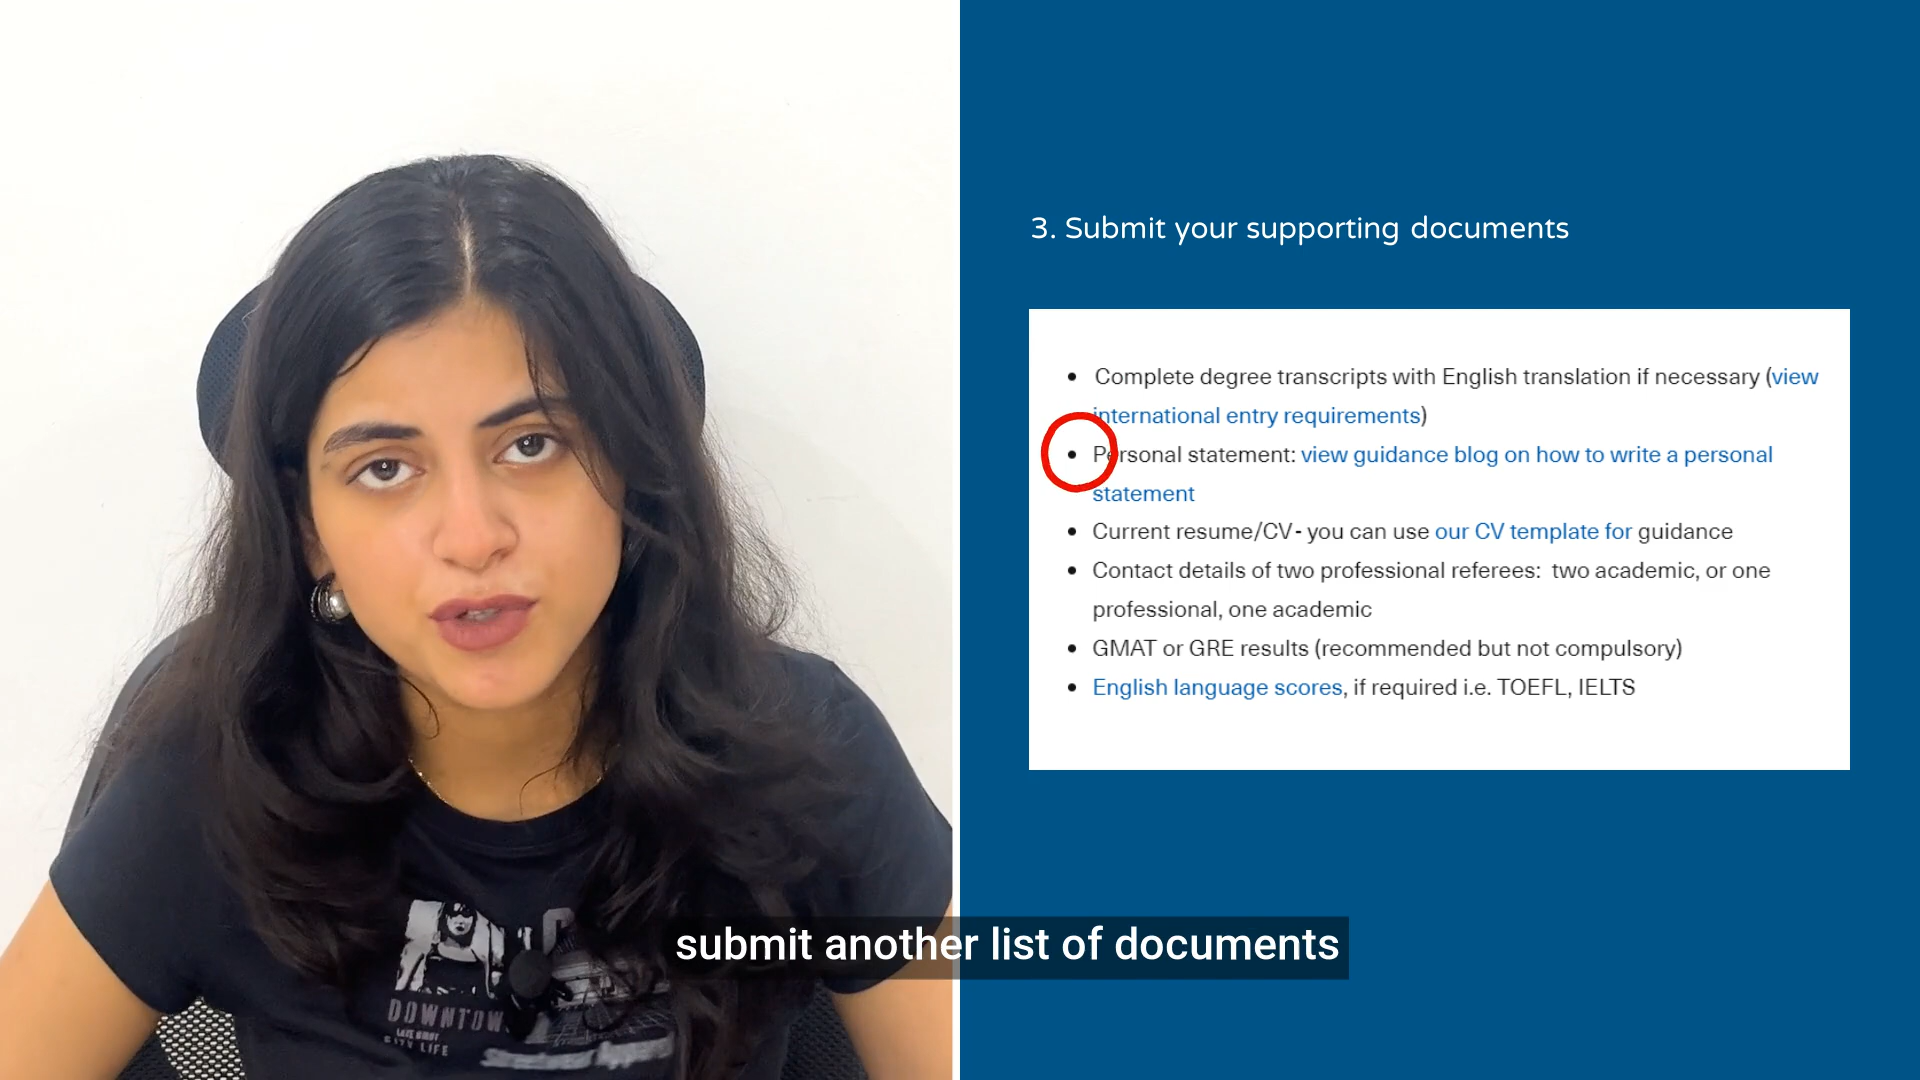 3. Submit your supporting documents
• Complete degree transcripts with English translation if necessary (view
international entry requirements)
• Personal statement: view guidance blog on how to write a personal
statement
• Current resume/CV - you can use our CV template for guidance
• Contact details of two professional referees:  two academic, or one
professional, one academic
• GMAT or GRE results (recommended but not compulsory)
• English language scores, if required i.e. TOEFL, IELTS
submit another list of documents
DOWNTOW
CITY LIFE